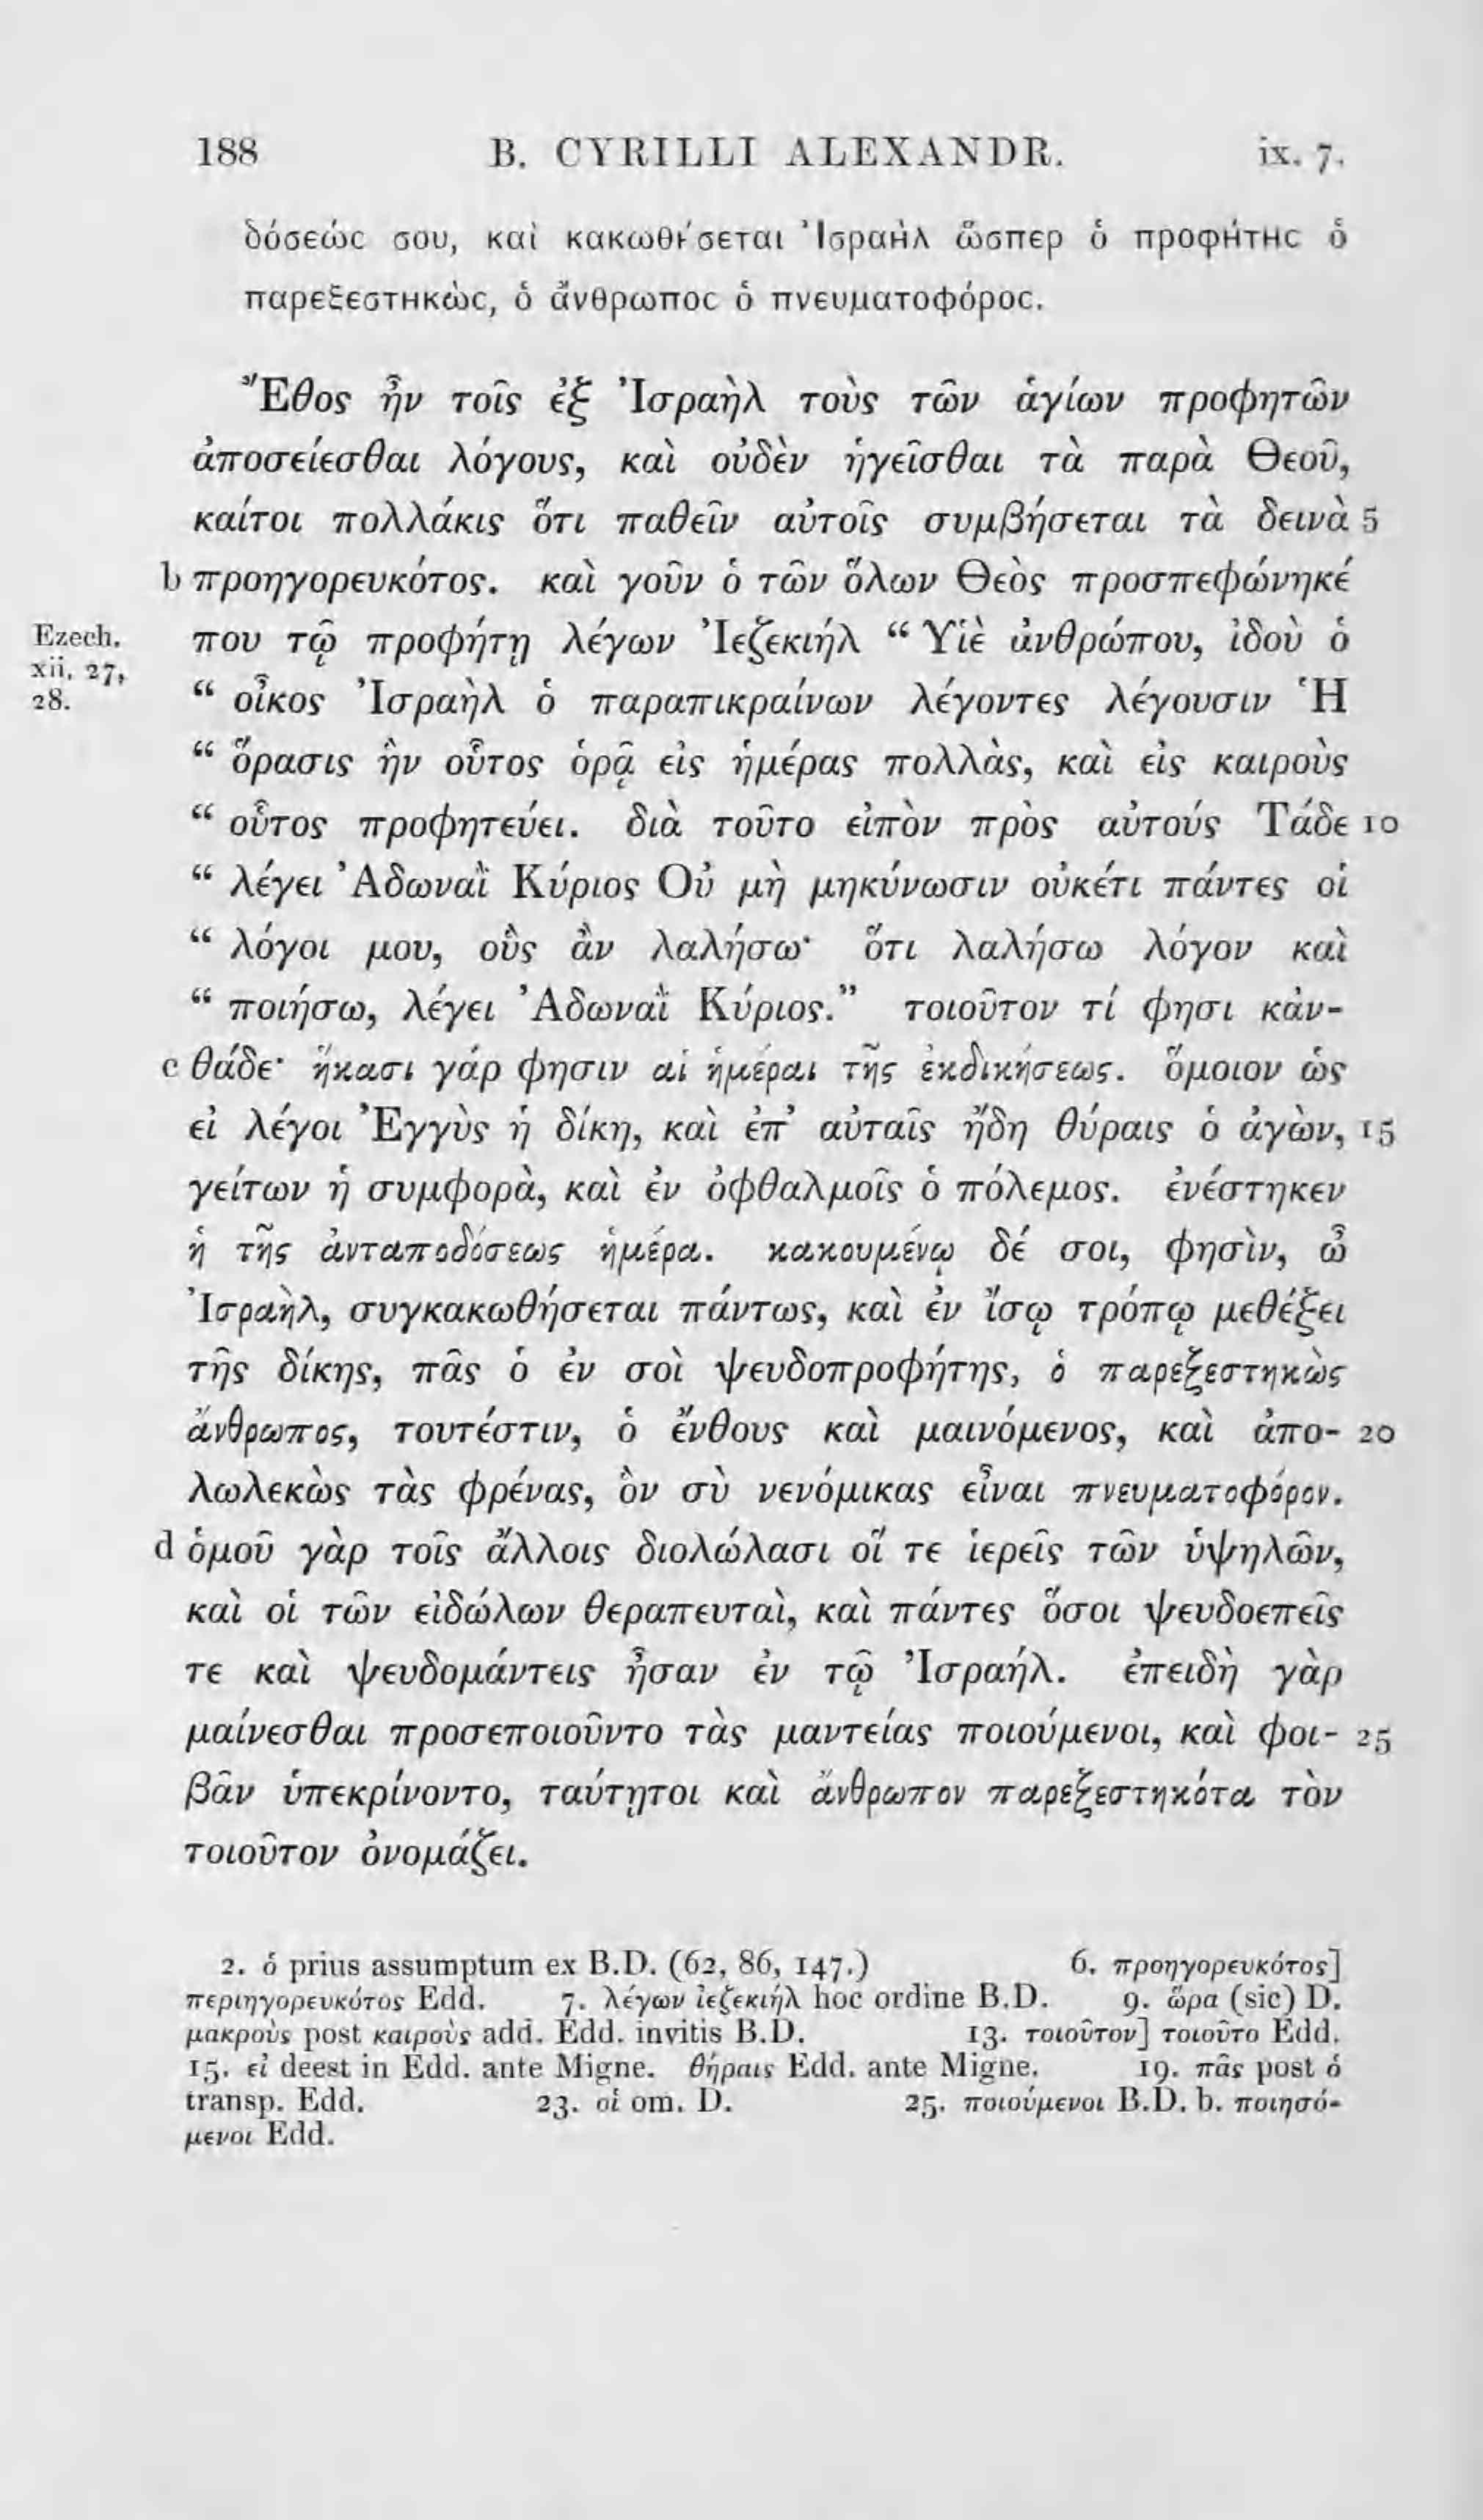 188 B. CYRILLI ALEXANDR. ix. 7.
δόσεώς σου, καὶ κακωθήσεται Ἰσραὴλ ὥσπερ ὁ προφήτης ὁ
παρεξεστηκὼς, ὁ ἄνθρωπος ὁ πνευματοφόρος.
Ἔθος ἦν τοῖς ἐξ Ἰσραὴλ τοὺς τῶν ἁγίων προφητῶν
ἀποσείεσθαι λόγους, καὶ οὐδὲν ἡγεῖσθαι τὰ παρὰ Θεοῦ,
καίτοι πολλάκις ὅτι παθεῖν αὐτοῖς συμβήσεται τὰ δεινὰ 5
b προηγορευκότος. καὶ γοῦν ὁ τῶν ὅλων Θεὸς προσπεφώνηκέ
Ezech. που τῷ προφήτῃ λέγων Ἰεζεκιήλ “ Υἱὲ ἀνθρώπου, ἰδοὺ ὁ
xii. 27,
28. “ οἶκος Ἰσραὴλ ὁ παραπικραίνων λέγοντες λέγουσιν Ἡ
“ ὅρασις ἣν οὗτος ὁρᾷ εἰς ἡμέρας πολλὰς, καὶ εἰς καιροὺς
“ οὗτος προφητεύει. διὰ τοῦτο εἰπὸν πρὸς αὐτούς Τάδε 10
“ λέγει Ἀδωναῒ Κύριος Οὐ μὴ μηκύνωσιν οὐκέτι πάντες οἱ
“ λόγοι μου, οὓς ἂν λαλήσω· ὅτι λαλήσω λόγον καὶ
“ ποιήσω, λέγει Ἀδωναῒ Κύριος.” τοιοῦτον τί φησι κἀν-
c θάδε· ἥκασι γάρ φησιν αἱ ἡμέραι τῆς ἐκδικήσεως. ὅμοιον ὡς
εἰ λέγοι Ἐγγὺς ἡ δίκη, καὶ ἐπ’ αὐταῖς ἤδη θύραις ὁ ἀγὼν, 15
γείτων ἡ συμφορὰ, καὶ ἐν ὀφθαλμοῖς ὁ πόλεμος. ἐνέστηκεν
ἡ τῆς ἀνταποδόσεως ἡμέρα. κακουμένῳ δέ σοι, φησὶν, ὦ
Ἰσραὴλ, συγκακωθήσεται πάντως, καὶ ἐν ἴσῳ τρόπῳ μεθέξει
τῆς δίκης, πᾶς ὁ ἐν σοὶ ψευδοπροφήτης, ὁ παρεξεστηκὼς
ἄνθρωπος, τουτέστιν, ὁ ἔνθους καὶ μαινόμενος, καὶ ἀπο- 20
λωλεκὼς τὰς φρένας, ὃν σὺ νενόμικας εἶναι πνευματοφόρον.
d ὁμοῦ γὰρ τοῖς ἄλλοις διολώλασι οἵ τε ἱερεῖς τῶν ὑψηλῶν,
καὶ οἱ τῶν εἰδώλων θεραπευταὶ, καὶ πάντες ὅσοι ψευδοεπεῖς
τε καὶ ψευδομάντεις ἦσαν ἐν τῷ Ἰσραήλ. ἐπειδὴ γὰρ
μαίνεσθαι προσεποιοῦντο τὰς μαντείας ποιούμενοι, καὶ φοι- 25
βᾶν ὑπεκρίνοντο, ταύτῃτοι καὶ ἄνθρωπον παρεξεστηκότα τὸν
τοιοῦτον ὀνομάζει.
2. ὁ prius assumptum ex B.D. (62, 86, 147.) 6. προηγορευκότος]
περιηγορευκότος Edd. 7. λέγων ἰεζεκιήλ hoc ordine B.D. 9. ὥρα (sic) D.
μακροὺς post καιροὺς add. Edd. invitis B.D. 13. τοιοῦτον] τοιοῦτο Edd.
15. εἰ deest in Edd. ante Migne. θήραις Edd. ante Migne. 19. πᾶς post ὁ
transp. Edd. 23. οἱ om. D. 25. ποιούμενοι B.D. b. ποιησό-
μενοι Edd.